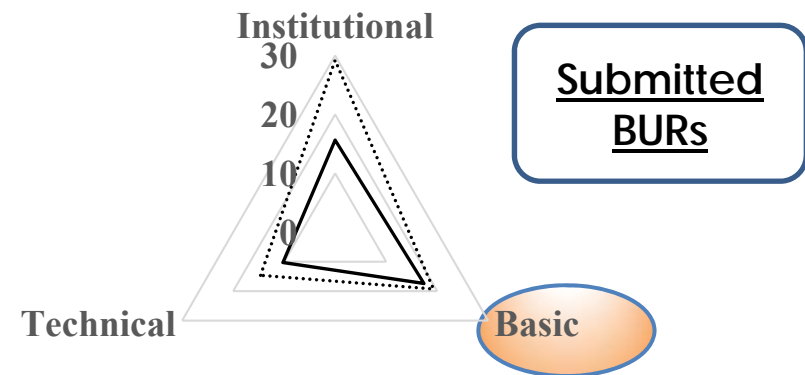 Institutional
30
20
10
0
Technical
Basic
Submitted
BURs